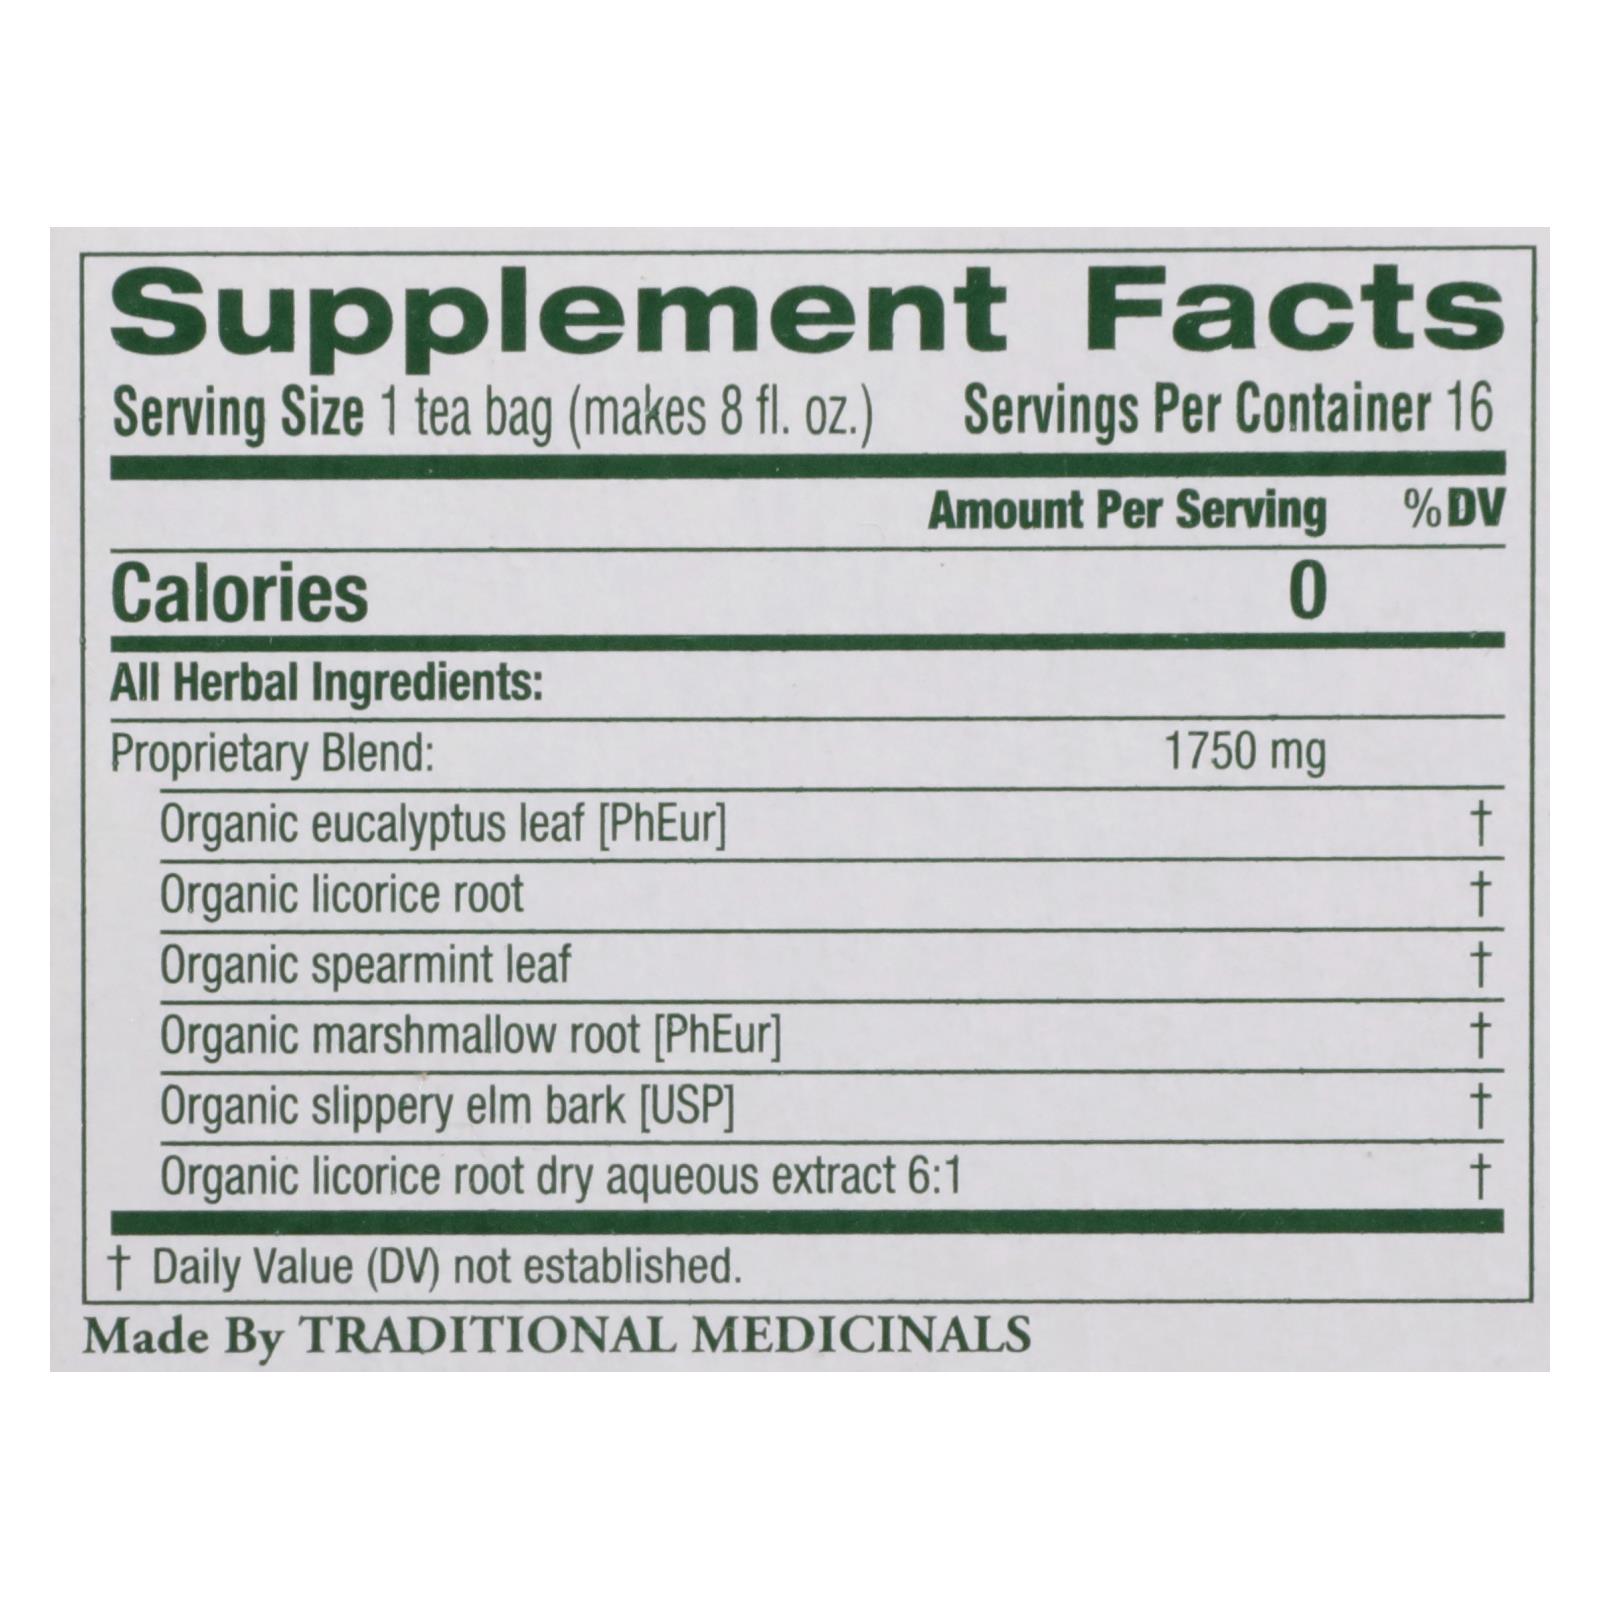 Supplement Facts
Serving Size 1 tea bag (makes 8 fl. oz.) Servings Per Container 16
Amount Per Serving %DV
Calories 0
All Herbal Ingredients:
Proprietary Blend: 1750 mg
Organic eucalyptus leaf [PhEur] †
Organic licorice root †
Organic spearmint leaf †
Organic marshmallow root [PhEur] †
Organic slippery elm bark [USP] †
Organic licorice root dry aqueous extract 6:1 †
† Daily Value (DV) not established.
Made By TRADITIONAL MEDICINALS